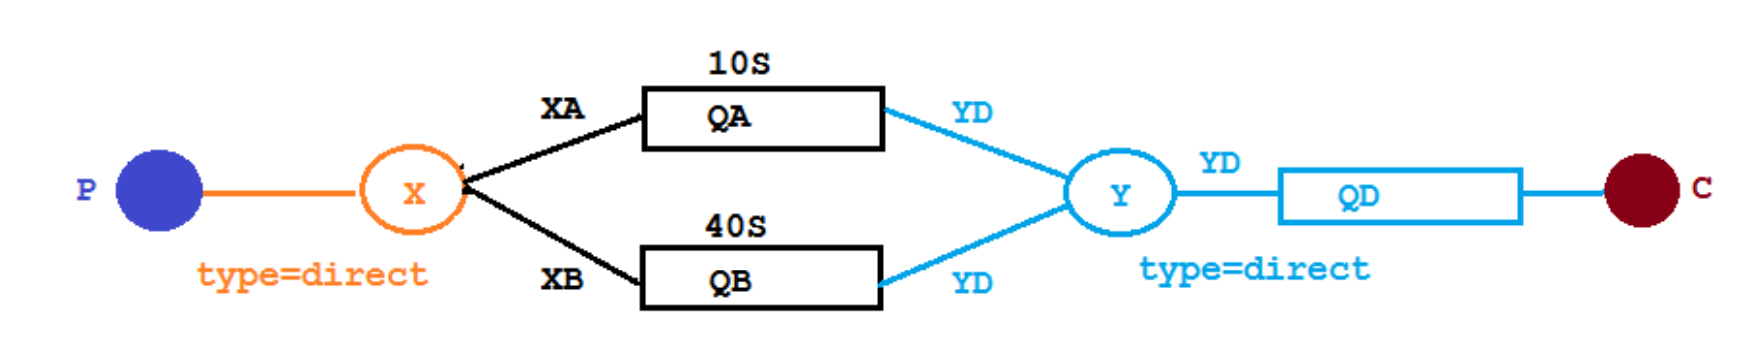 10S
XA
QA
YD
YD
P
X
Y
QD
C
40S
type=direct
XB
QB
YD
type=direct